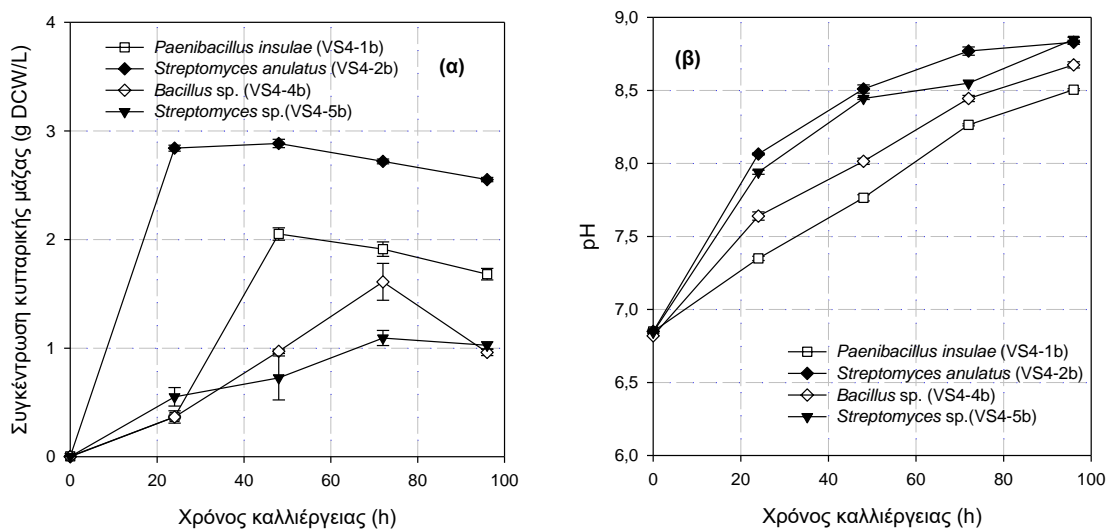 4
Paenibacillus insulae (VS4-1b)
Streptomyces anulatus (VS4-2b)
Bacillus sp. (VS4-4b)
Streptomyces sp.(VS4-5b)
(α)
3
2
1
0
0 20 40 60 80 100
Συγκέντρωση κυτταρικής μάζας (g DCW/L)
Χρόνος καλλιέργειας (h)
9,0
(β)
8,5
8,0
7,5
7,0
6,5
6,0
pH
Paenibacillus insulae (VS4-1b)
Streptomyces anulatus (VS4-2b)
Bacillus sp. (VS4-4b)
Streptomyces sp.(VS4-5b)
0 20 40 60 80 100
Χρόνος καλλιέργειας (h)